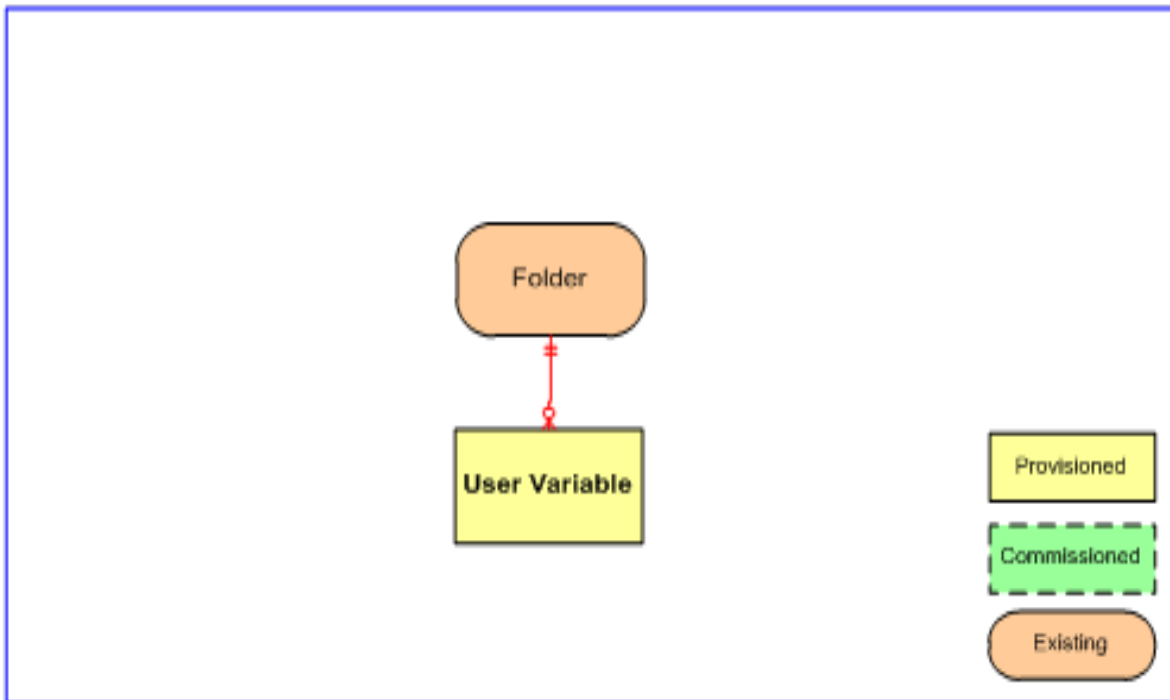 Folder
User Variable
Provisioned
Commissioned
Existing